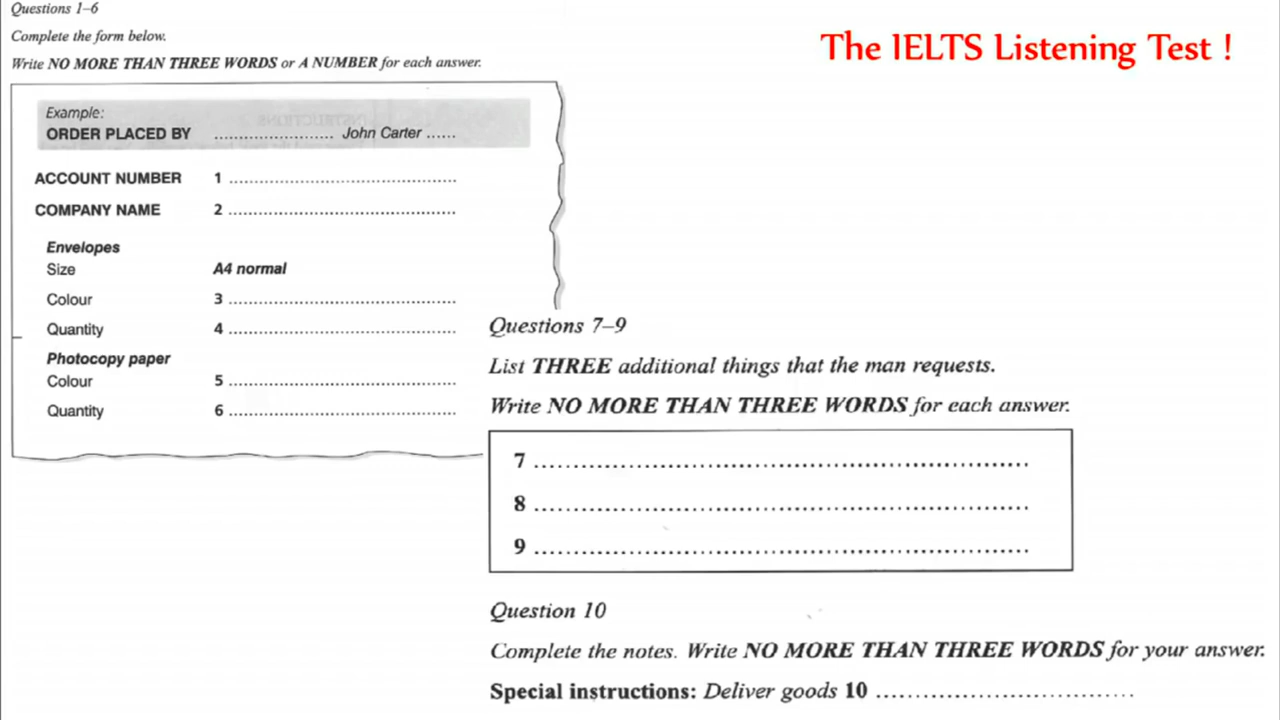 Questions 1–6
Complete the form below.
Write NO MORE THAN THREE WORDS or A NUMBER for each answer.
The IELTS Listening Test !
Example:
ORDER PLACED BY ........................ John Carter ......
ACCOUNT NUMBER 1 ..............................................
COMPANY NAME 2 ..............................................
Envelopes
Size A4 normal
Colour 3 ..............................................
Quantity 4 ..............................................
Photocopy paper
Colour 5 ..............................................
Quantity 6 ..............................................
Questions 7–9
List THREE additional things that the man requests.
Write NO MORE THAN THREE WORDS for each answer.
7 ..............................................................................
8 ..............................................................................
9 ..............................................................................
Question 10
Complete the notes. Write NO MORE THAN THREE WORDS for your answer.
Special instructions: Deliver goods 10 ..................................